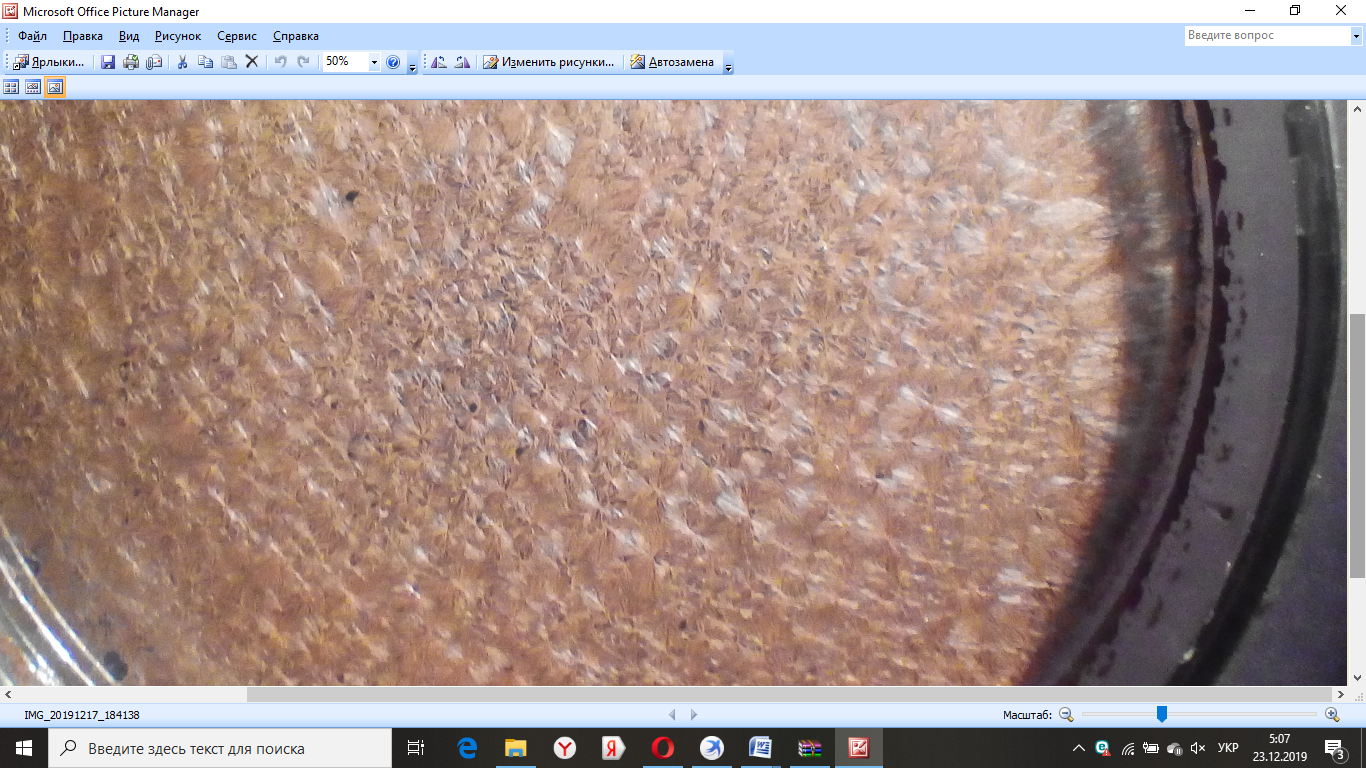 Microsoft Office Picture Manager
Файл Правка Вид Рисунок Сервис Справка
Введите вопрос
Ярлыки... 50% Изменить рисунки... Автозамена
IMG_20191217_184138
Масштаб:
Введите здесь текст для поиска
УКР
5:07
23.12.2019
3